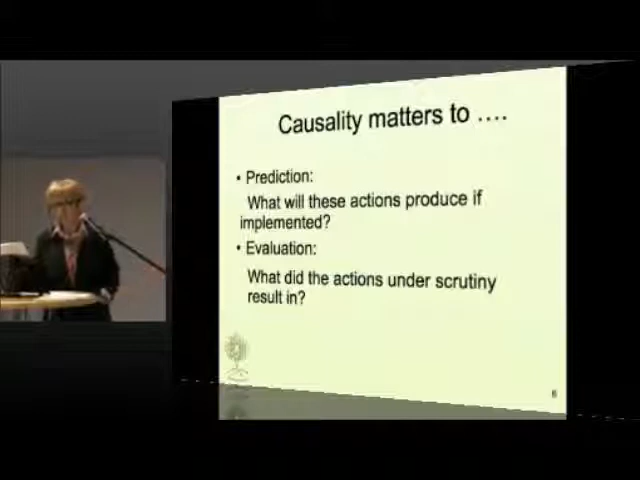 Causality matters to ....
• Prediction:
What will these actions produce if
implemented?
• Evaluation:
What did the actions under scrutiny
result in?
6